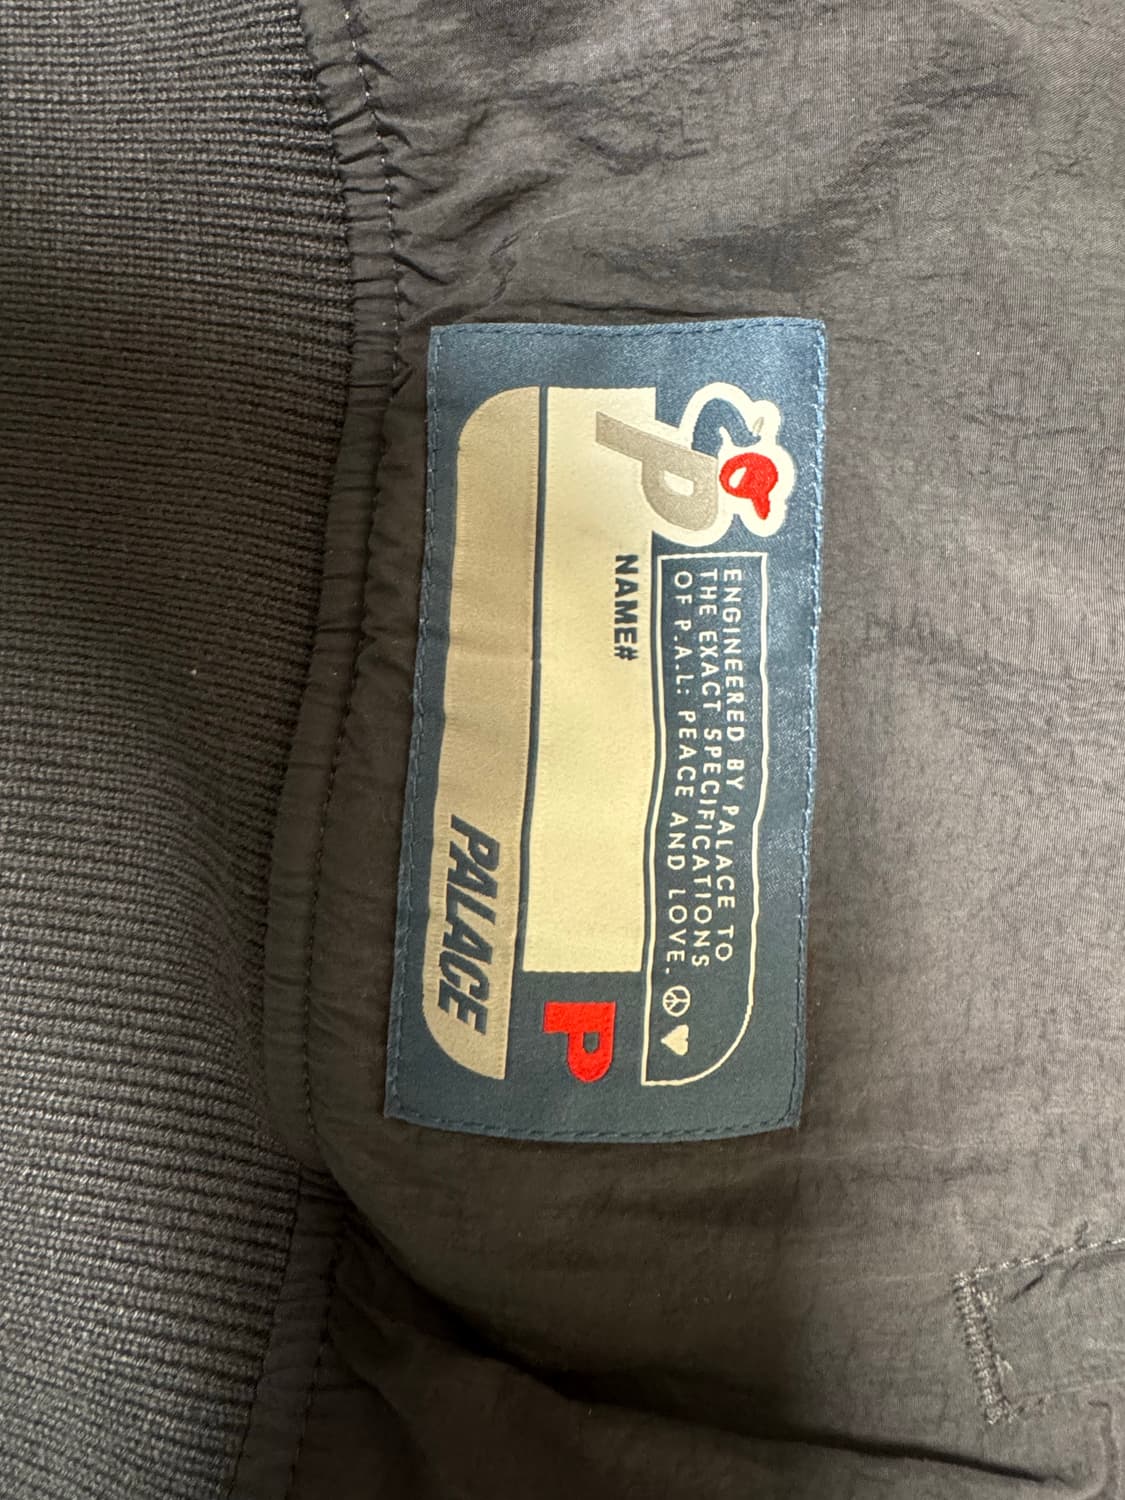 P
ENGINEERED BY PALACE TO
THE EXACT SPECIFICATIONS
OF P.A.L: PEACE AND LOVE.
NAME#
P
PALACE